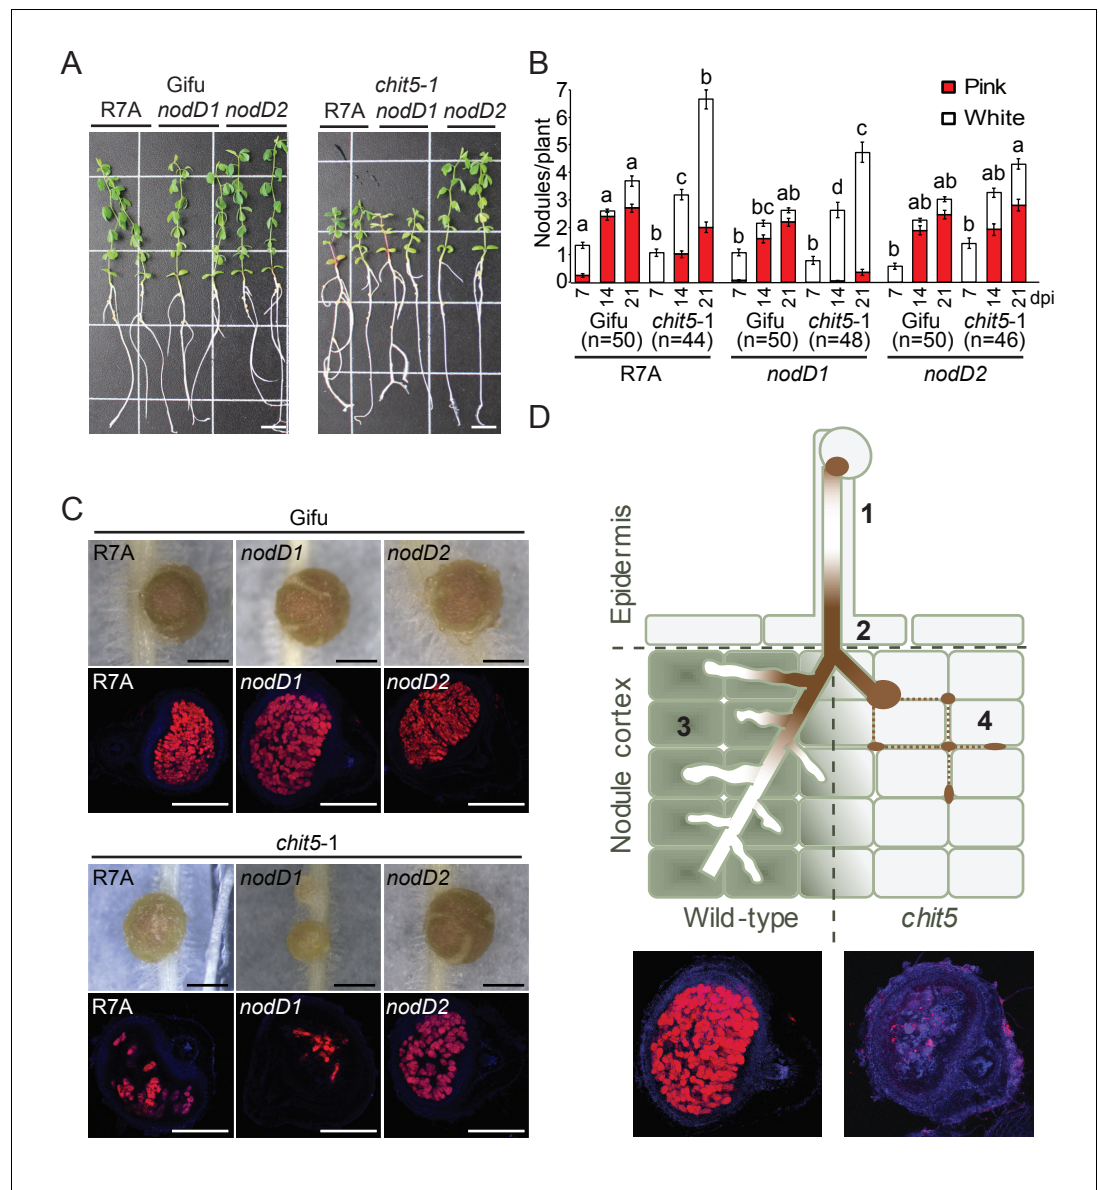 A
Gifu
R7A nodD1 nodD2
chit5-1
R7A nodD1 nodD2
B
Nodules/plant
7
6
5
4
3
2
1
0
Pink
White
a a a b c b b bc ab b d c b ab ab b ab a
7 14 21 7 14 21 7 14 21 7 14 21 7 14 21 7 14 21 dpi
Gifu chit5-1 Gifu chit5-1 Gifu chit5-1
(n=50) (n=44) (n=50) (n=48) (n=50) (n=46)
R7A nodD1 nodD2
C
Gifu
R7A nodD1 nodD2
R7A nodD1 nodD2
chit5-1
R7A nodD1 nodD2
R7A nodD1 nodD2
D
Epidermis
Nodule cortex
1
2
3
4
Wild-type chit5